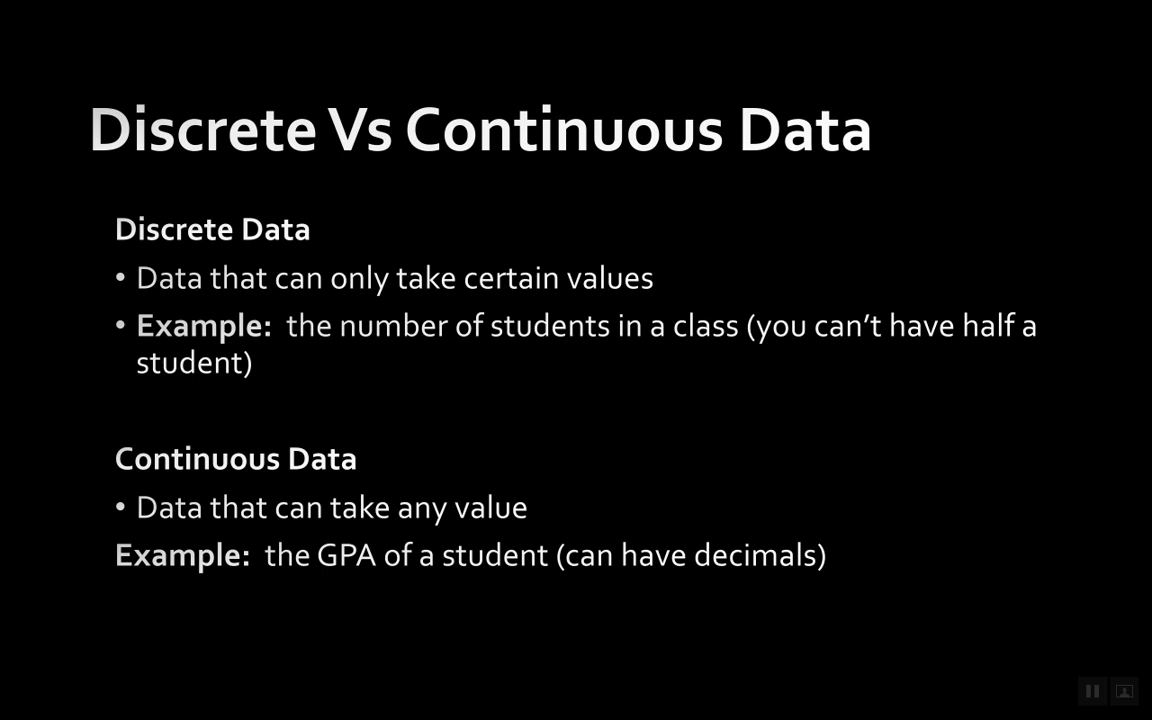 Discrete Vs Continuous Data
Discrete Data
• Data that can only take certain values
• Example:  the number of students in a class (you can’t have half a
student)
Continuous Data
• Data that can take any value
Example:  the GPA of a student (can have decimals)